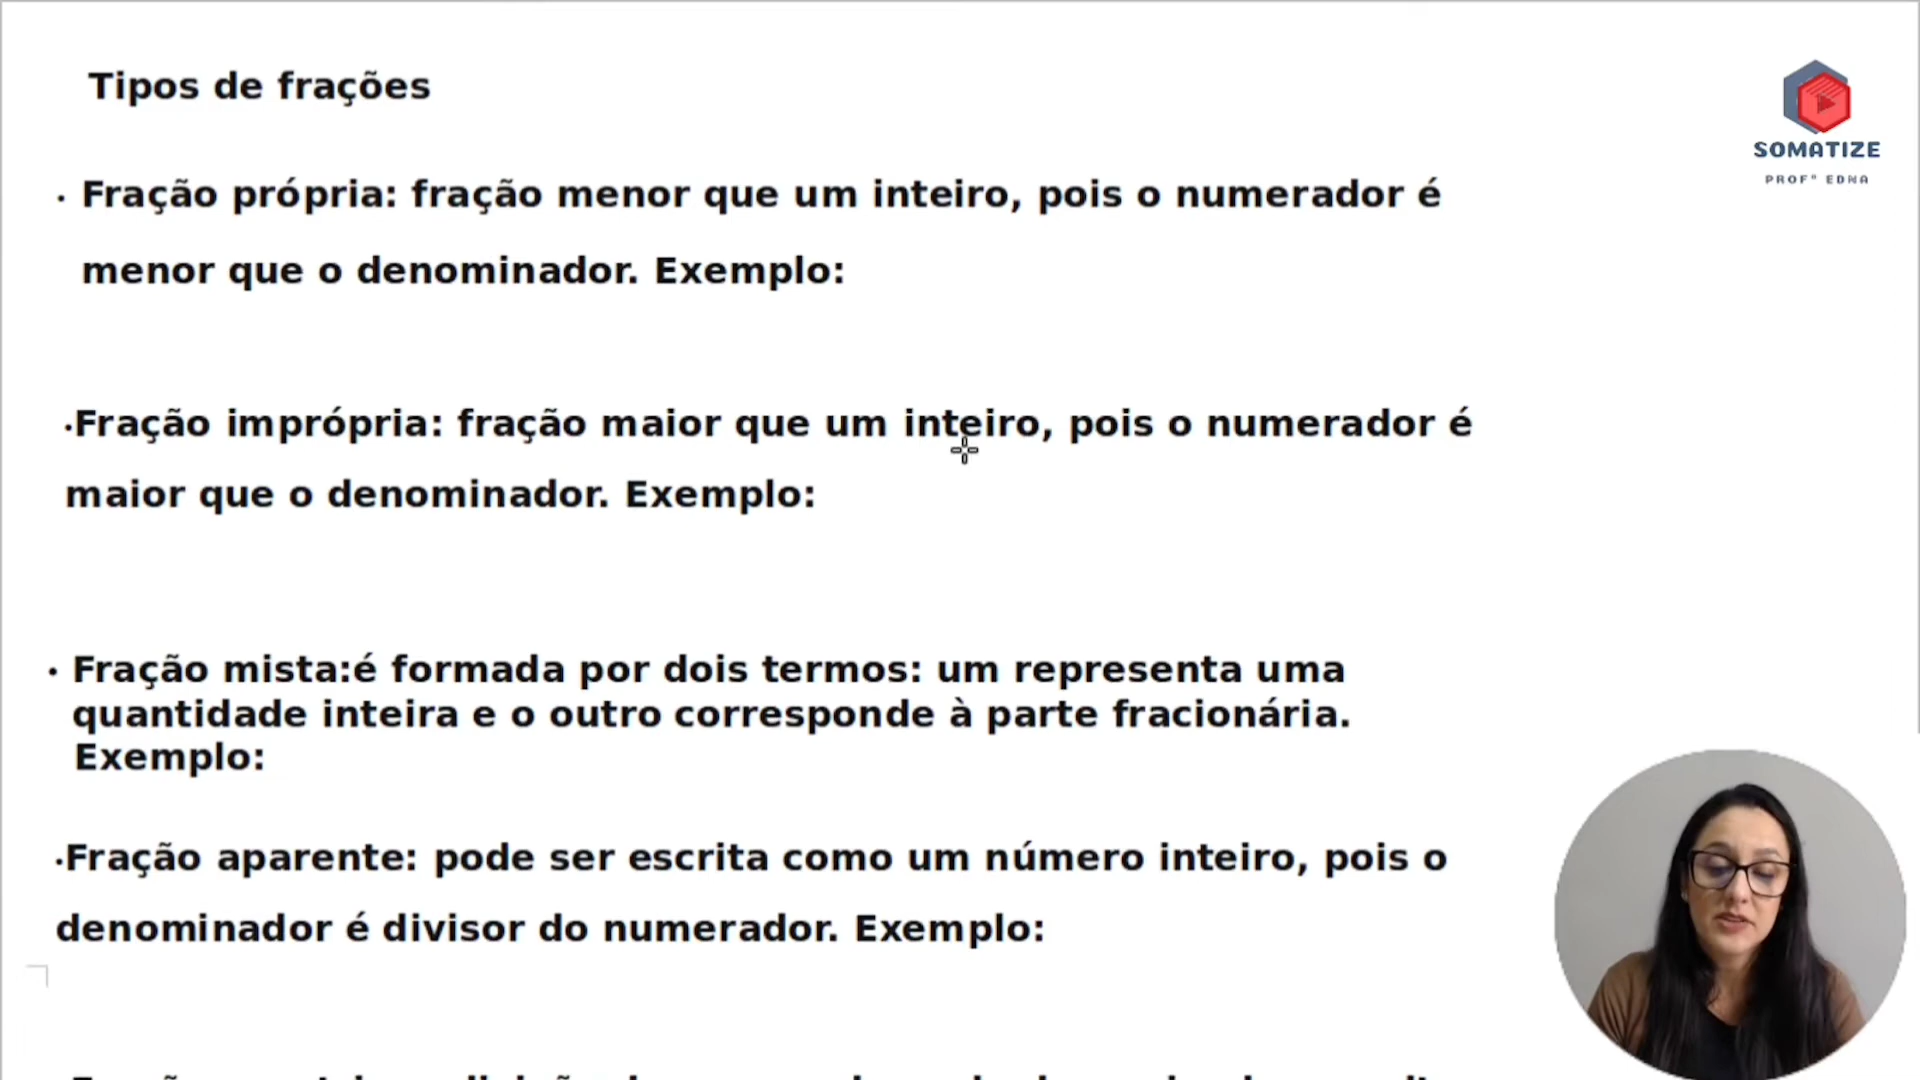 Tipos de frações
SOMATIZE
PROFª EDNA
· Fração própria: fração menor que um inteiro, pois o numerador é
menor que o denominador. Exemplo:
·Fração imprópria: fração maior que um inteiro, pois o numerador é
maior que o denominador. Exemplo:
· Fração mista:é formada por dois termos: um representa uma
quantidade inteira e o outro corresponde à parte fracionária.
Exemplo:
·Fração aparente: pode ser escrita como um número inteiro, pois o
denominador é divisor do numerador. Exemplo: